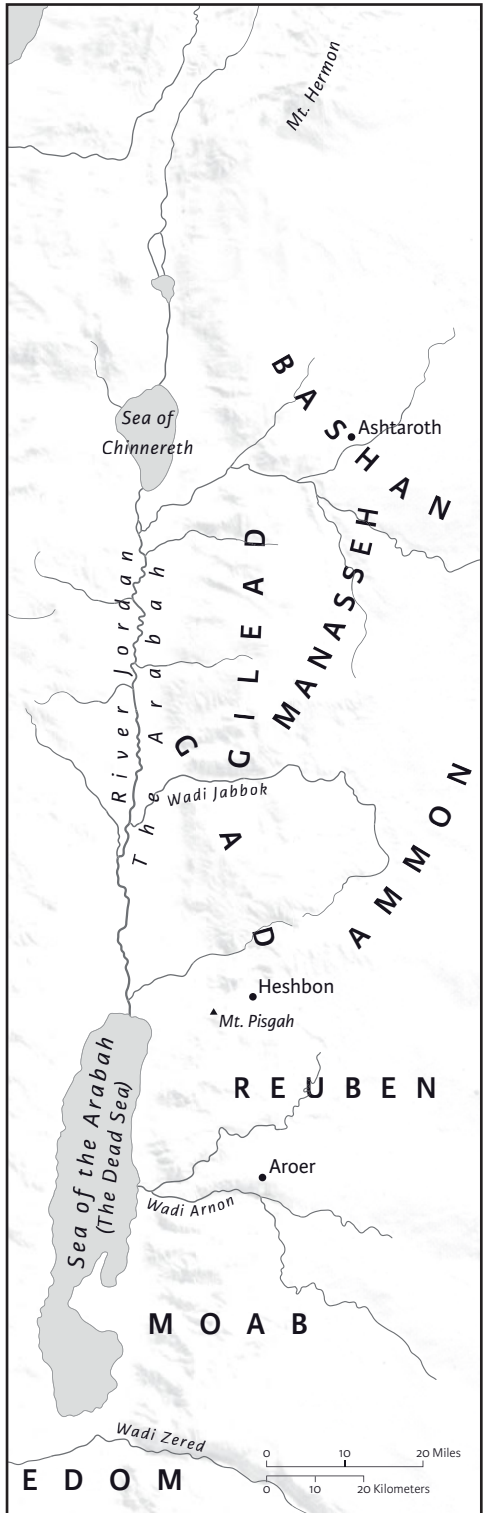 Mt. Hermon
BASHAN
Sea of
Chinnereth
Ashtaroth
MANASSEH
GILEAD
River Jordan
The Arabah
GAD
Wadi Jabbok
AMMON
Heshbon
Mt. Pisgah
REUBEN
Sea of the Arabah
(The Dead Sea)
Aroer
Wadi Arnon
MOAB
Wadi Zered
EDOM
0 10 20 Miles
0 10 20 Kilometers